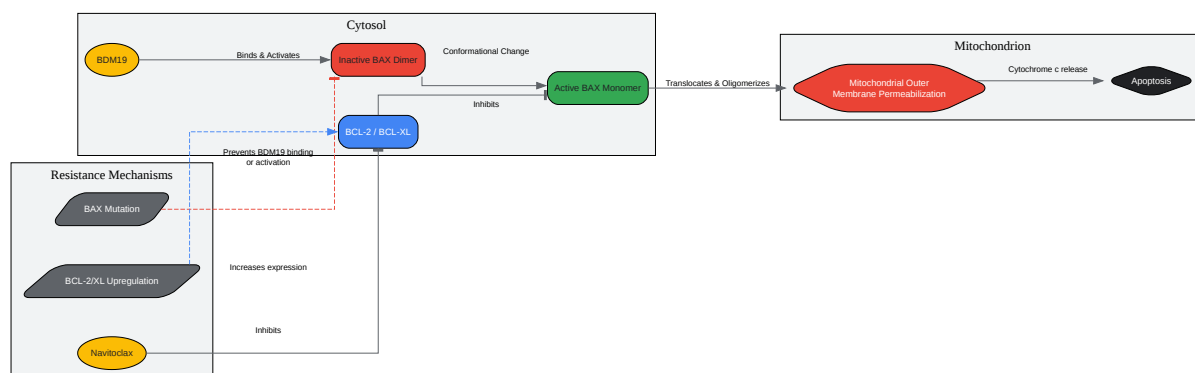 Cytosol
BDM19
Binds & Activates
Inactive BAX Dimer
Conformational Change
Active BAX Monomer
Inhibits
BCL-2 / BCL-XL
Translocates & Oligomerizes
Mitochondrion
Mitochondrial Outer
Membrane Permeabilization
Cytochrome c release
Apoptosis
Prevents BDM19 binding
or activation
Resistance Mechanisms
BAX Mutation
BCL-2/XL Upregulation
Increases expression
Inhibits
Navitoclax